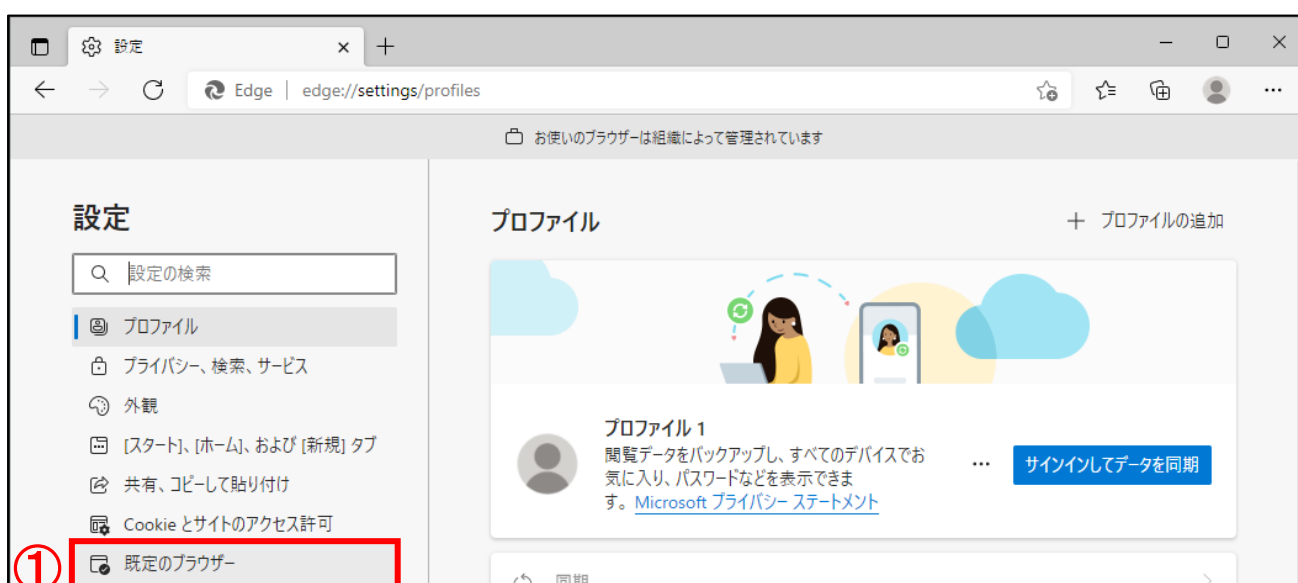 設定
Edge | edge://settings/profiles
お使いのブラウザーは組織によって管理されています
設定
設定の検索
プロファイル
プライバシー、検索、サービス
外観
[スタート]、[ホーム]、および [新規] タブ
共有、コピーして貼り付け
Cookie とサイトのアクセス許可
① 既定のブラウザー
プロファイル
プロファイルの追加
プロファイル 1
閲覧データをバックアップし、すべてのデバイスでお
気に入り、パスワードなどを表示できま
す。Microsoft プライバシー ステートメント
サインインしてデータを同期
同期